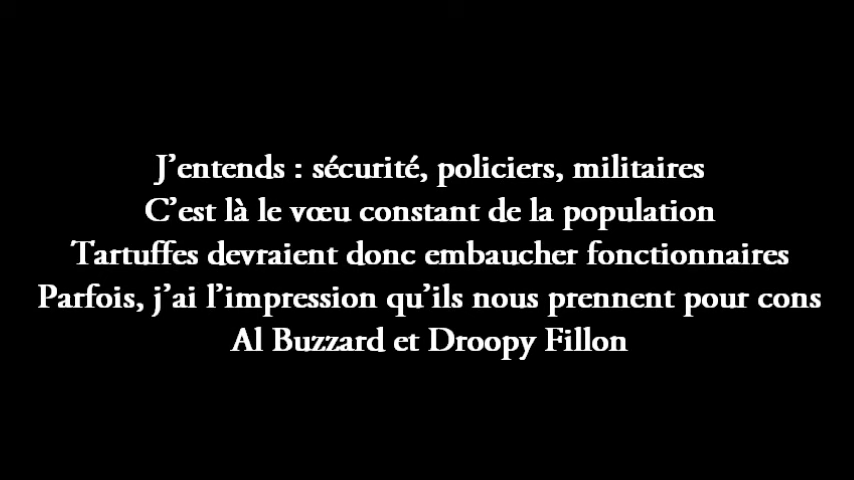 J’entends : sécurité, policiers, militaires
C’est là le vœu constant de la population
Tartuffes devraient donc embaucher fonctionnaires
Parfois, j’ai l’impression qu’ils nous prennent pour cons
Al Buzzard et Droopy Fillon